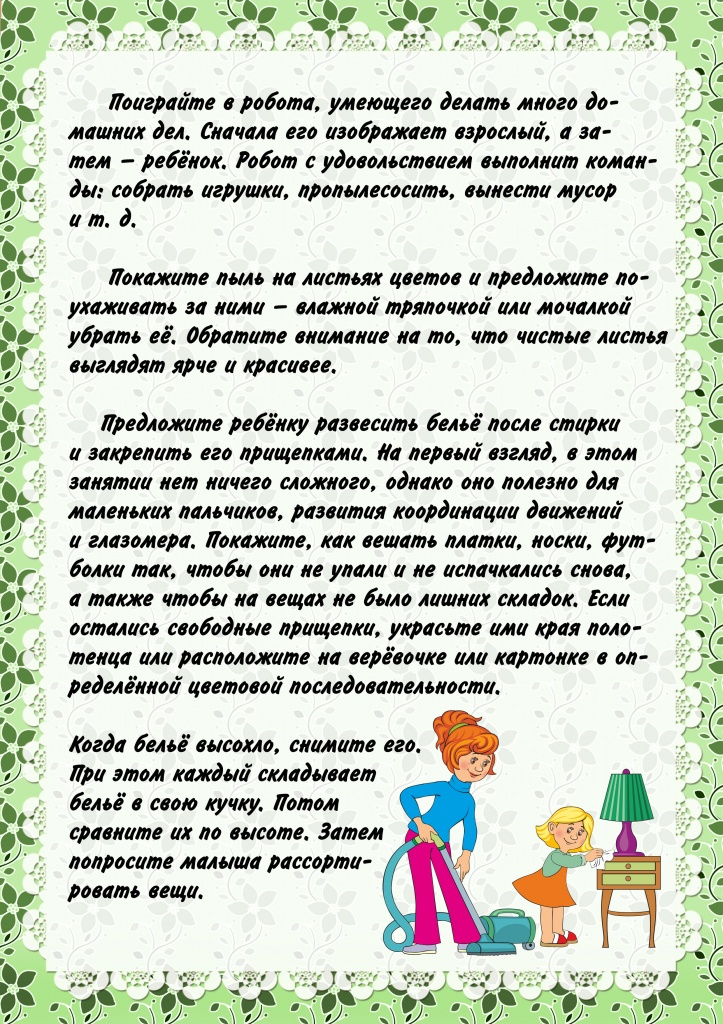 Поиграйте в робота, умеющего делать много до-
машних дел. Сначала его изображает взрослый, а за-
тем – ребёнок. Робот с удовольствием выполнит коман-
ды: собрать игрушки, пропылесосить, вынести мусор
и т. д.
Покажите пыль на листьях цветов и предложите по-
ухаживать за ними – влажной тряпочкой или мочалкой
убрать её. Обратите внимание на то, что чистые листья
выглядят ярче и красивее.
Предложите ребёнку развесить бельё после стирки
и закрепить его прищепками. На первый взгляд, в этом
занятии нет ничего сложного, однако оно полезно для
маленьких пальчиков, развития координации движений
и глазомера. Покажите, как вешать платки, носки, фут-
болки так, чтобы они не упали и не испачкались снова,
а также чтобы на вещах не было лишних складок. Если
остались свободные прищепки, украсьте ими края поло-
тенца или расположите на верёвочке или картонке в оп-
ределённой цветовой последовательности.
Когда бельё высохло, снимите его.
При этом каждый складывает
бельё в свою кучку. Потом
сравните их по высоте. Затем
попросите малыша рассорти-
ровать вещи.